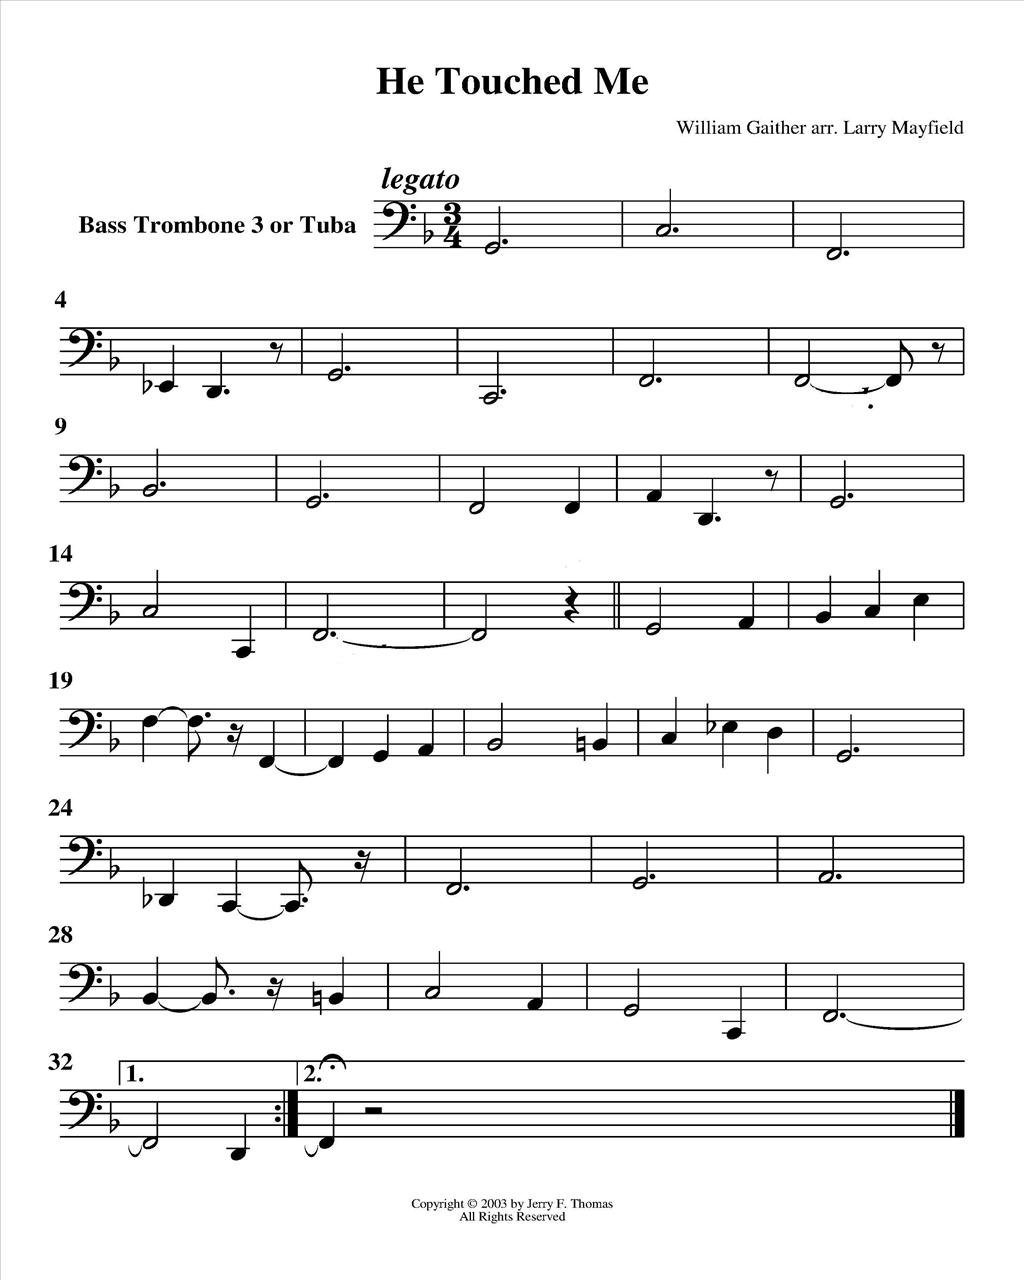 He Touched Me
William Gaither arr. Larry Mayfield
legato
Bass Trombone 3 or Tuba
3
4
4
9
14
19
24
28
32
1.
2.
Copyright © 2003 by Jerry F. Thomas
All Rights Reserved